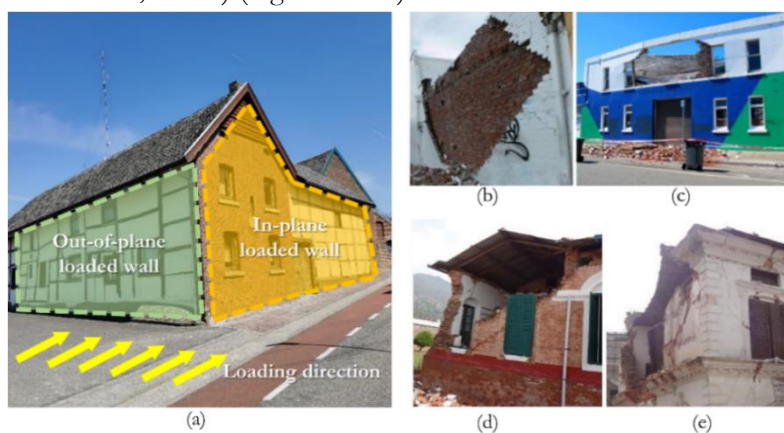 Out-of-plane
loaded wall
In-plane
loaded wall
Loading direction
(a)
(b)
(c)
(d)
(e)